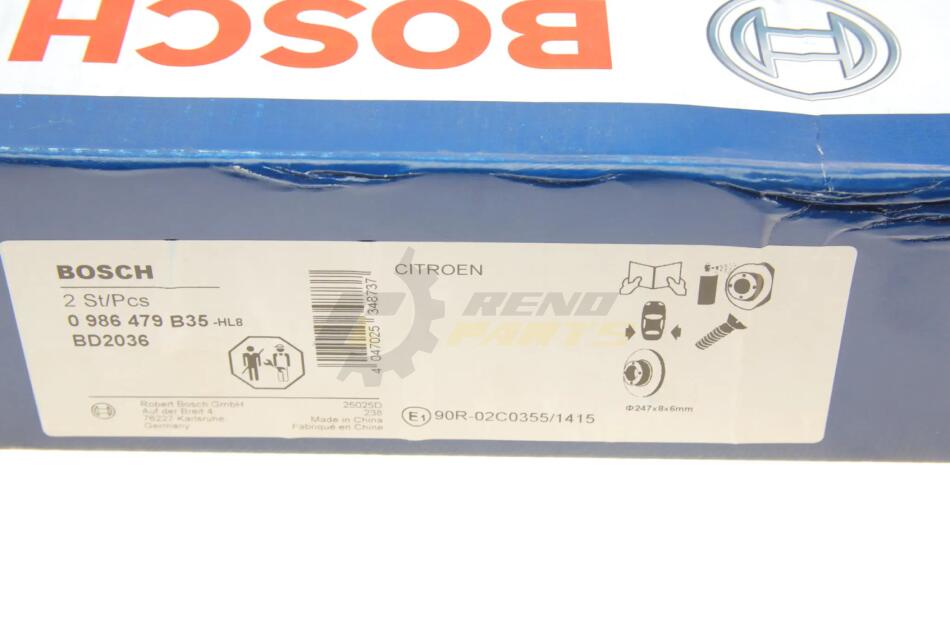 BOSCH
BOSCH
2 St/Pcs
0 986 479 B35 -HL8
BD2036
4 047025 348737
CITROEN
RENO
PARTS
Φ247x8x6mm
Robert Bosch GmbH
Auf der Breit 4
76227 Karlsruhe
Germany
25025D
238
Made in China
Fabriqué en Chine
E1 90R-02C0355/1415